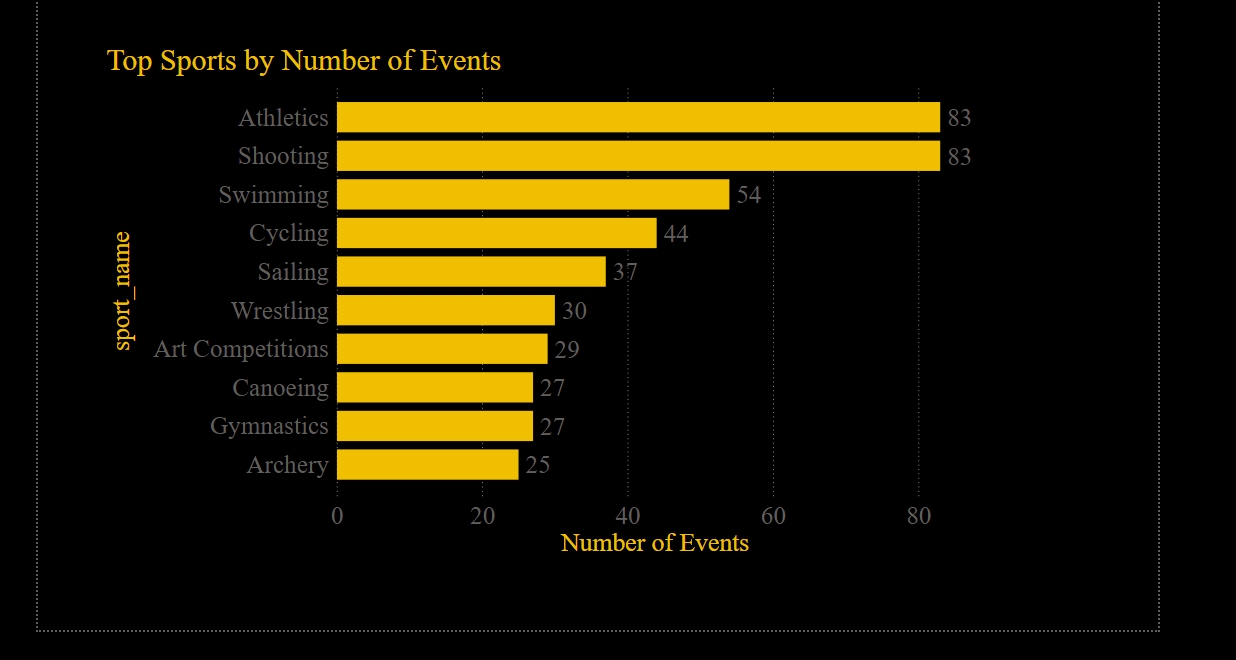 Top Sports by Number of Events
Athletics 83
Shooting 83
Swimming 54
Cycling 44
Sailing 37
Wrestling 30
Art Competitions 29
Canoeing 27
Gymnastics 27
Archery 25
sport_name
0 20 40 60 80
Number of Events